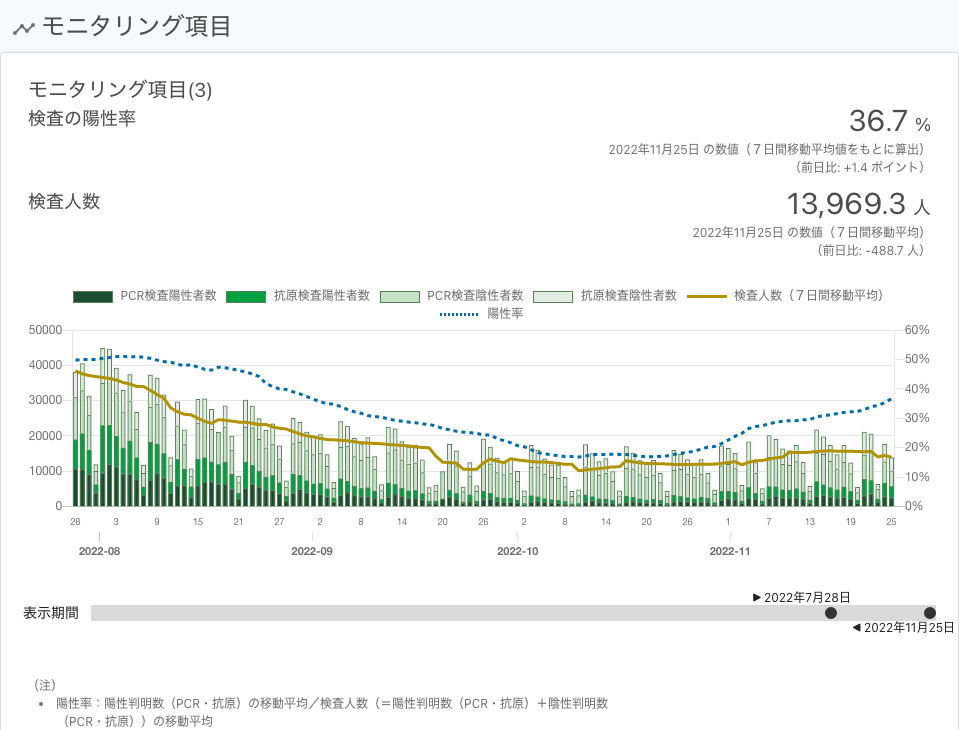 モニタリング項目
モニタリング項目(3)
検査の陽性率
36.7 %
2022年11月25日 の数値（７日間移動平均値をもとに算出）
（前日比: +1.4 ポイント）
検査人数
13,969.3 人
2022年11月25日 の数値（７日間移動平均）
（前日比: -488.7 人）
PCR検査陽性者数 抗原検査陽性者数 PCR検査陰性者数 抗原検査陰性者数 検査人数（７日間移動平均）
陽性率
50000 60%
50%
40000
40%
30000
30%
20000
20%
10000
10%
0 0%
28 3 9 15 21 27 2 8 14 20 26 2 8 14 20 26 1 7 13 19 25
2022-08 2022-09 2022-10 2022-11
▶ 2022年7月28日
表示期間
◀ 2022年11月25日
（注）
• 陽性率：陽性判明数（PCR・抗原）の移動平均／検査人数（＝陽性判明数（PCR・抗原）＋陰性判明数
（PCR・抗原））の移動平均